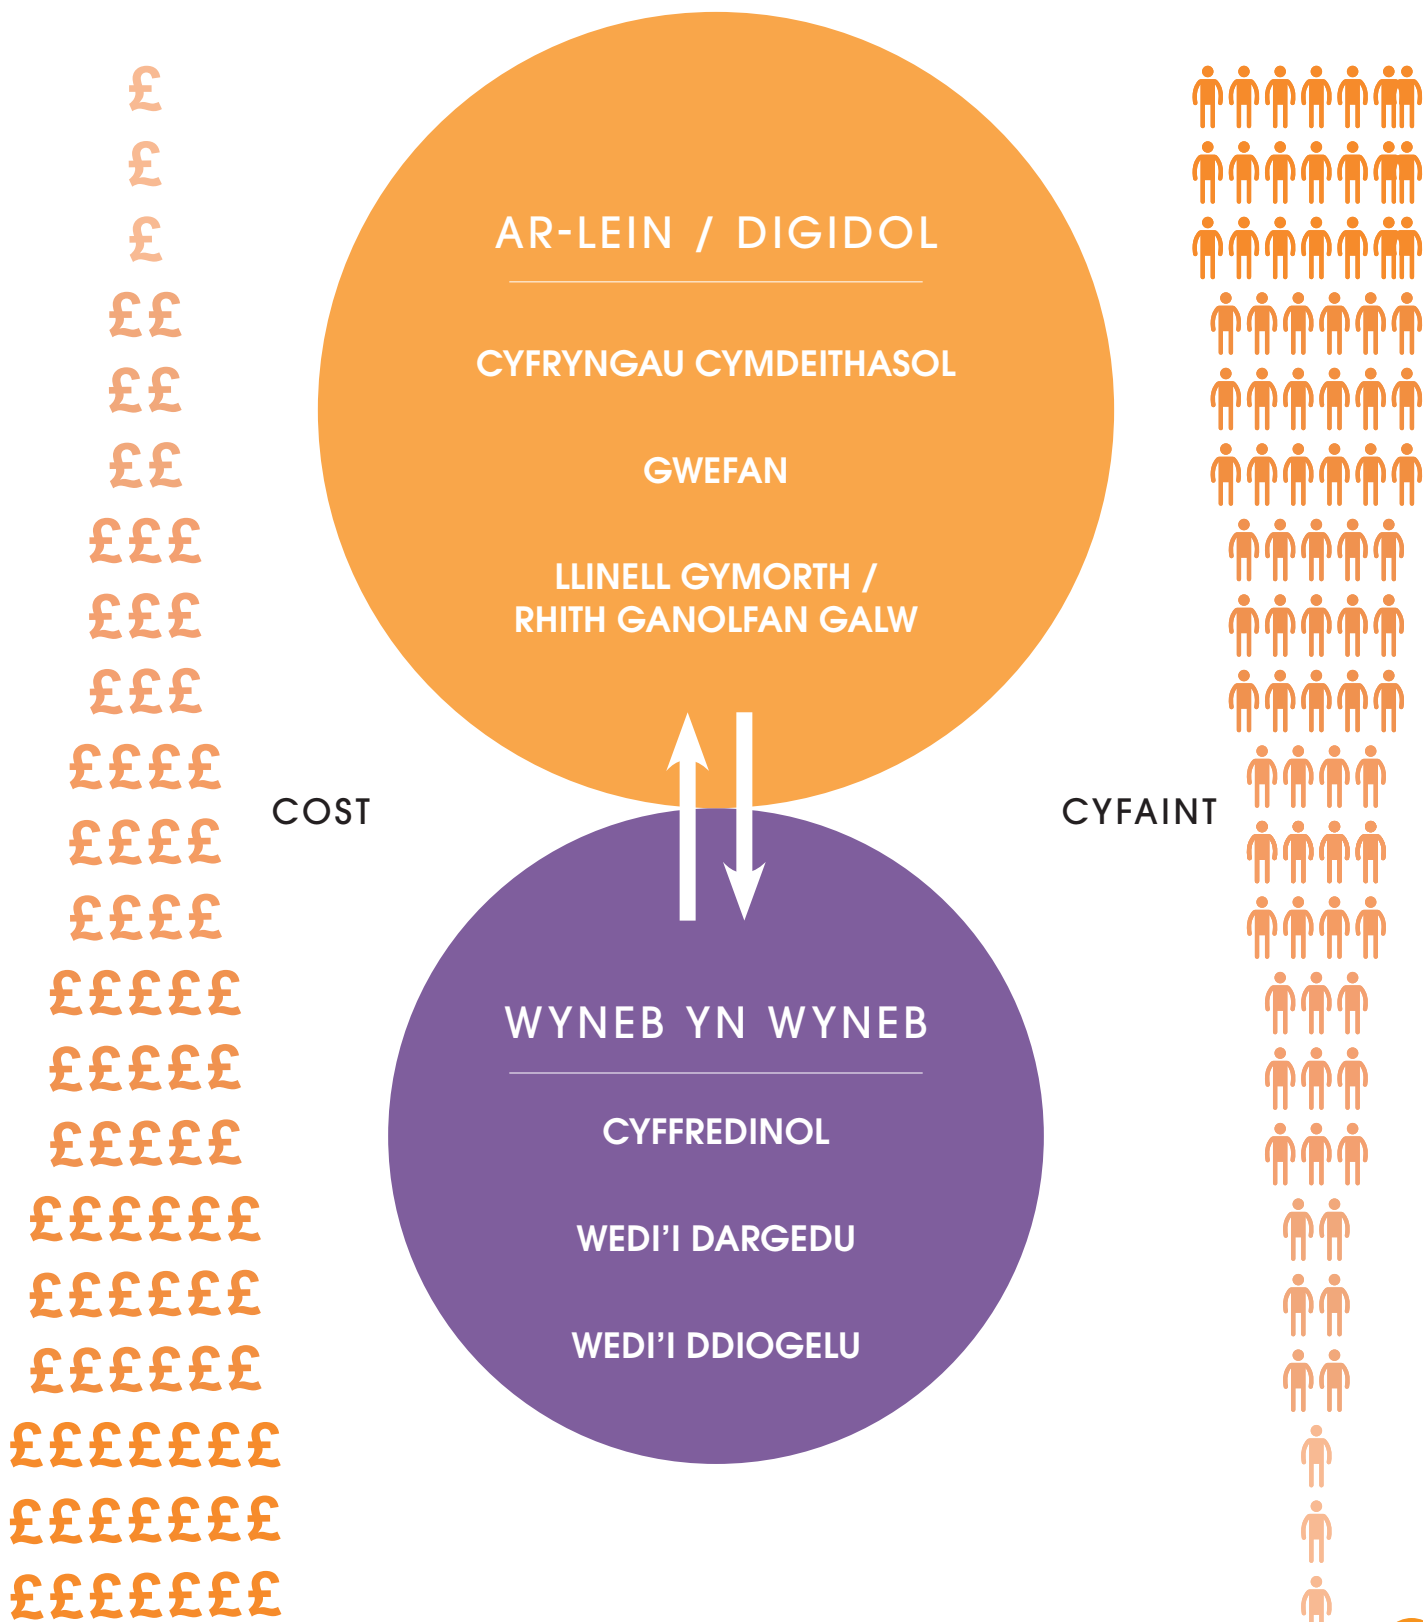 £
£
£
££
££
££
£££
£££
£££
££££
££££
££££
£££££
£££££
£££££
££££££
££££££
££££££
£££££££
£££££££
£££££££
COST
AR-LEIN / DIGIDOL
CYFRYNGAU CYMDEITHASOL
GWEFAN
LLINELL GYMORTH /
RHITH GANOLFAN GALW
WYNEB YN WYNEB
CYFFREDINOL
WEDI’I DARGEDU
WEDI’I DDIOGELU
CYFAINT